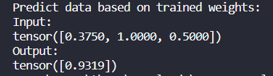 Predict data based on trained weights:
Input:
tensor([0.3750, 1.0000, 0.5000])
Output:
tensor([0.9319])